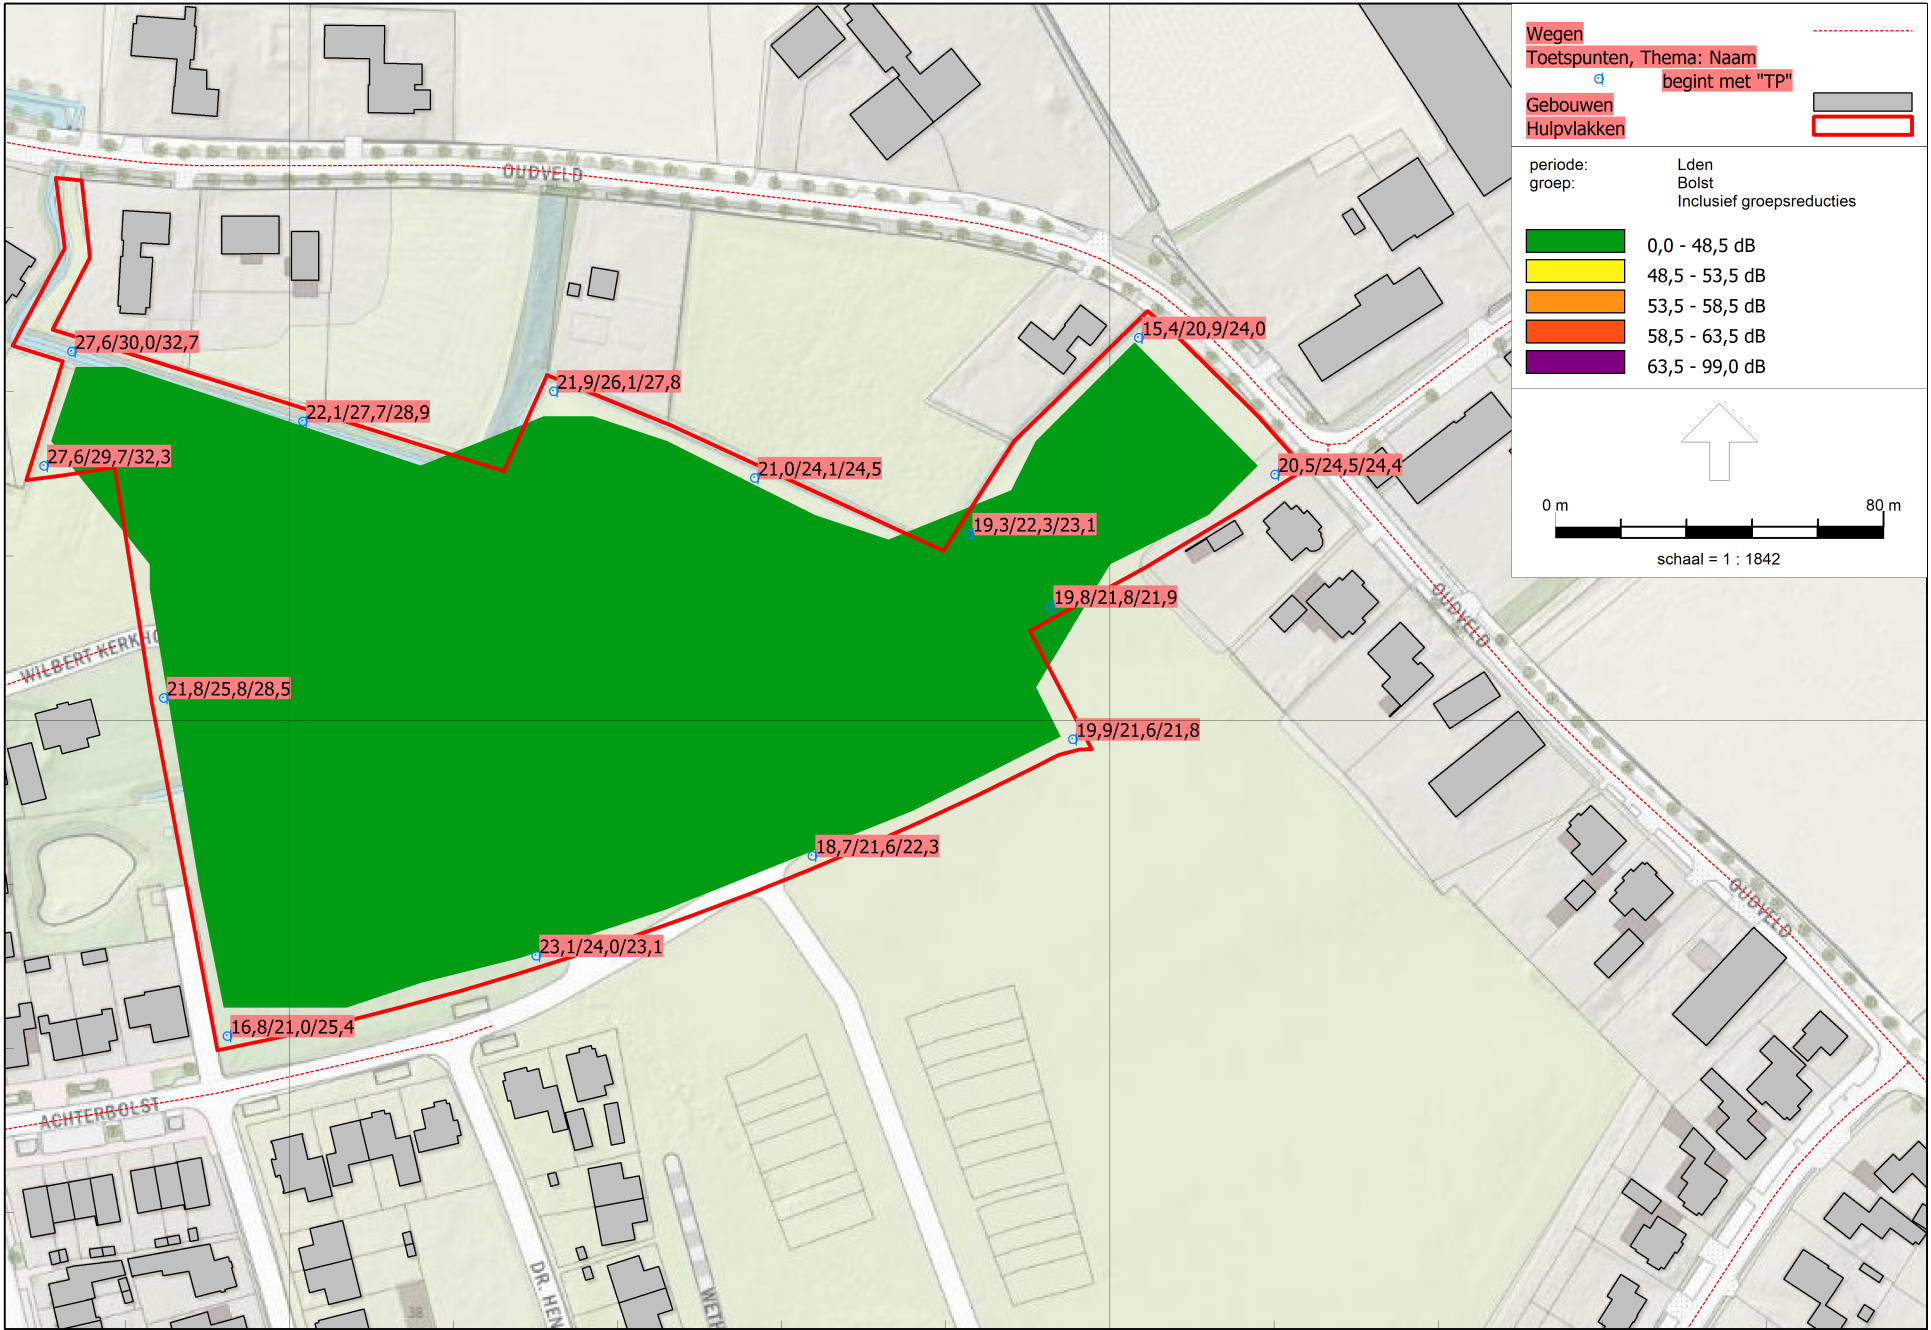 Wegen
Toetspunten, Thema: Naam
begint met "TP"
Gebouwen
Hulpvlakken
periode: Lden
groep: Bolst
Inclusief groepsreducties
0,0 - 48,5 dB
48,5 - 53,5 dB
53,5 - 58,5 dB
58,5 - 63,5 dB
63,5 - 99,0 dB
0 m 80 m
schaal = 1 : 1842
OUDVELD
27,6/30,0/32,7
15,4/20,9/24,0
21,9/26,1/27,8
22,1/27,7/28,9
27,6/29,7/32,3
21,0/24,1/24,5
20,5/24,5/24,4
19,3/22,3/23,1
19,8/21,8/21,9
OUDVELD
WILBERT KERKHO
21,8/25,8/28,5
19,9/21,6/21,8
18,7/21,6/22,3
OUDVELD
23,1/24,0/23,1
16,8/21,0/25,4
ACHTERBOLST
DR. HEN
WETH
38